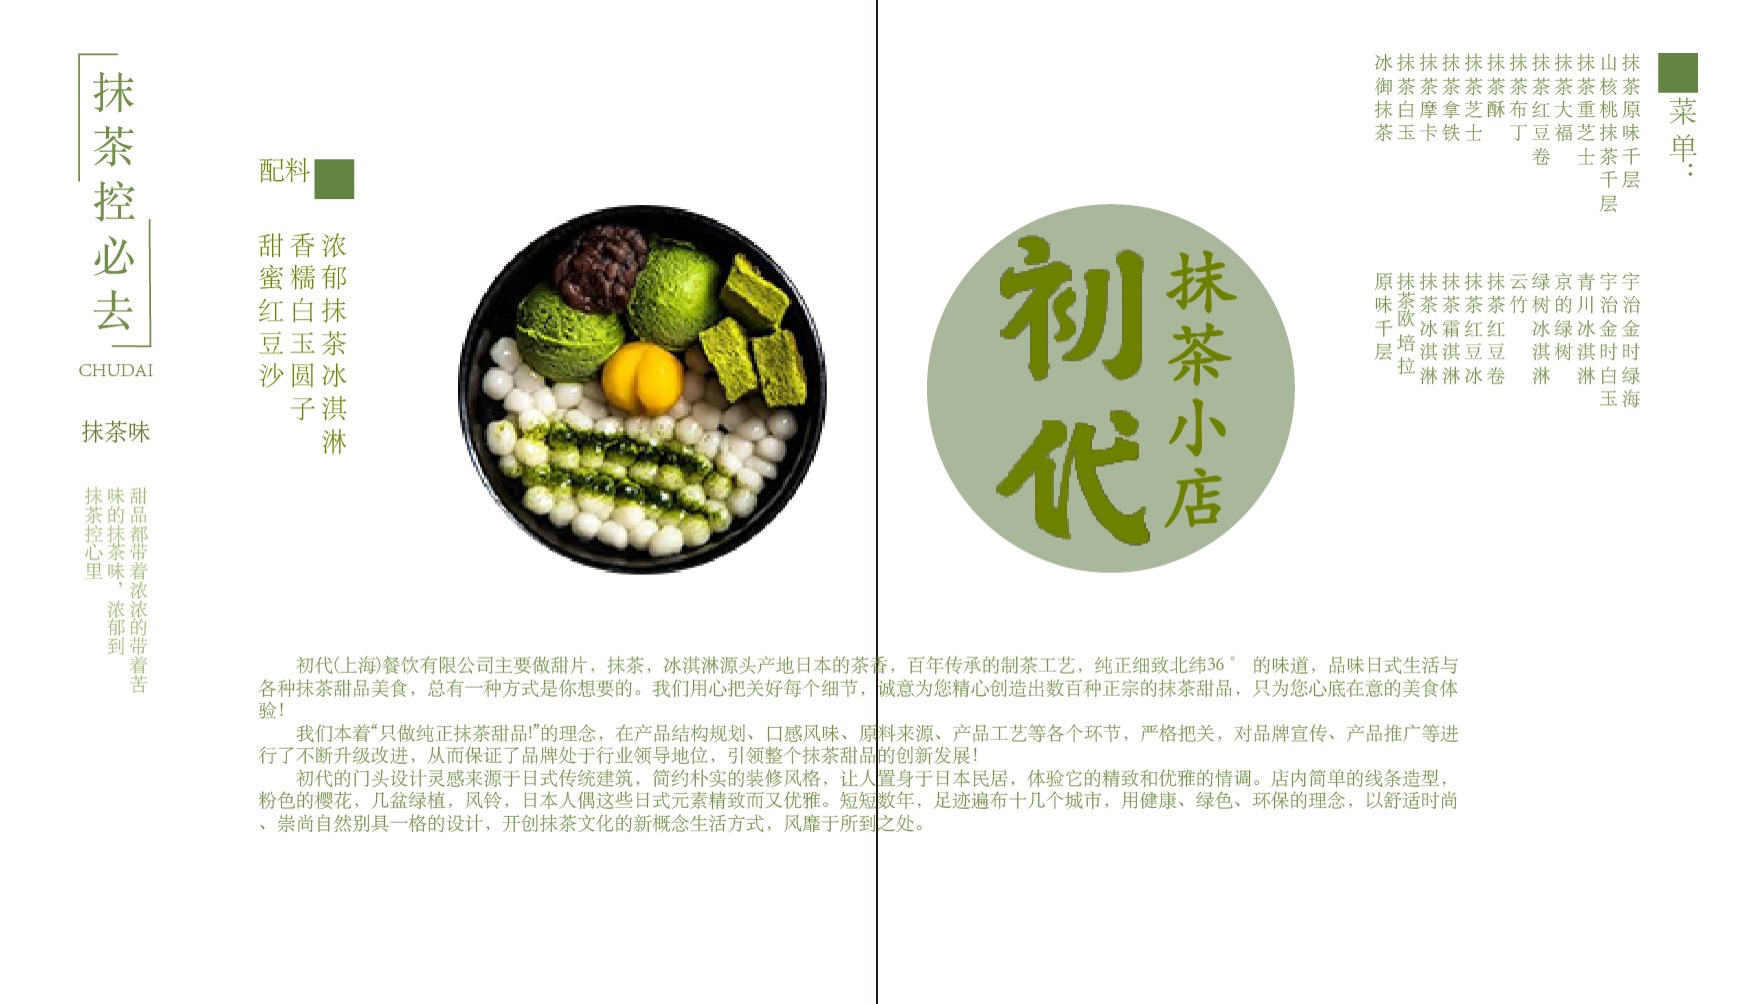 抹茶控必去
CHUDAI
抹茶味
甜品都带着浓浓的带着苦
味的抹茶味，浓郁到
抹茶控心里
配料
浓郁抹茶冰淇淋
香糯白玉圆子
甜蜜红豆沙
初代
抹茶小店
菜单：
抹茶原味千层
山核桃抹茶千层
抹茶重芝士
抹茶大福
抹茶红豆卷
抹茶布丁
抹茶酥
抹茶芝士
抹茶拿铁
抹茶摩卡
抹茶白玉
冰御抹茶
宇治金时绿海
宇治金时白玉
青川冰淇淋
京的绿树
绿树冰淇淋
云竹
抹茶红豆卷
抹茶红豆冰
抹茶霜淇淋
抹茶冰淇淋
抹茶欧培拉
原味千层
初代(上海)餐饮有限公司主要做甜片，抹茶，冰淇淋源头产地日本的茶香，百年传承的制茶工艺，纯正细致北纬36° 的味道，品味日式生活与
各种抹茶甜品美食，总有一种方式是你想要的。我们用心把关好每个细节，诚意为您精心创造出数百种正宗的抹茶甜品，只为您心底在意的美食体
验！
我们本着“只做纯正抹茶甜品!”的理念，在产品结构规划、口感风味、原料来源、产品工艺等各个环节，严格把关，对品牌宣传、产品推广等进
行了不断升级改进，从而保证了品牌处于行业领导地位，引领整个抹茶甜品的创新发展！
初代的门头设计灵感来源于日式传统建筑，简约朴实的装修风格，让人置身于日本民居，体验它的精致和优雅的情调。店内简单的线条造型，
粉色的樱花，几盆绿植，风铃，日本人偶这些日式元素精致而又优雅。短短数年，足迹遍布十几个城市，用健康、绿色、环保的理念，以舒适时尚
、崇尚自然别具一格的设计，开创抹茶文化的新概念生活方式，风靡于所到之处。